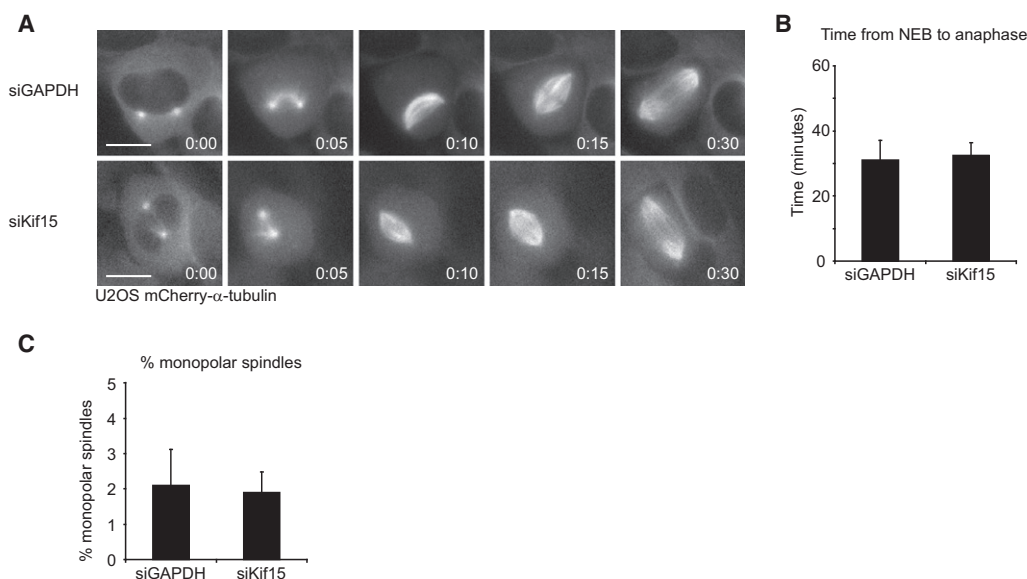 A
siGAPDH
0:00
0:05
0:10
0:15
0:30
siKif15
0:00
0:05
0:10
0:15
0:30
U2OS mCherry-α-tubulin
B
Time from NEB to anaphase
60
40
20
0
Time (minutes)
siGAPDH siKif15
C
% monopolar spindles
5
4
3
2
1
0
% monopolar spindles
siGAPDH siKif15